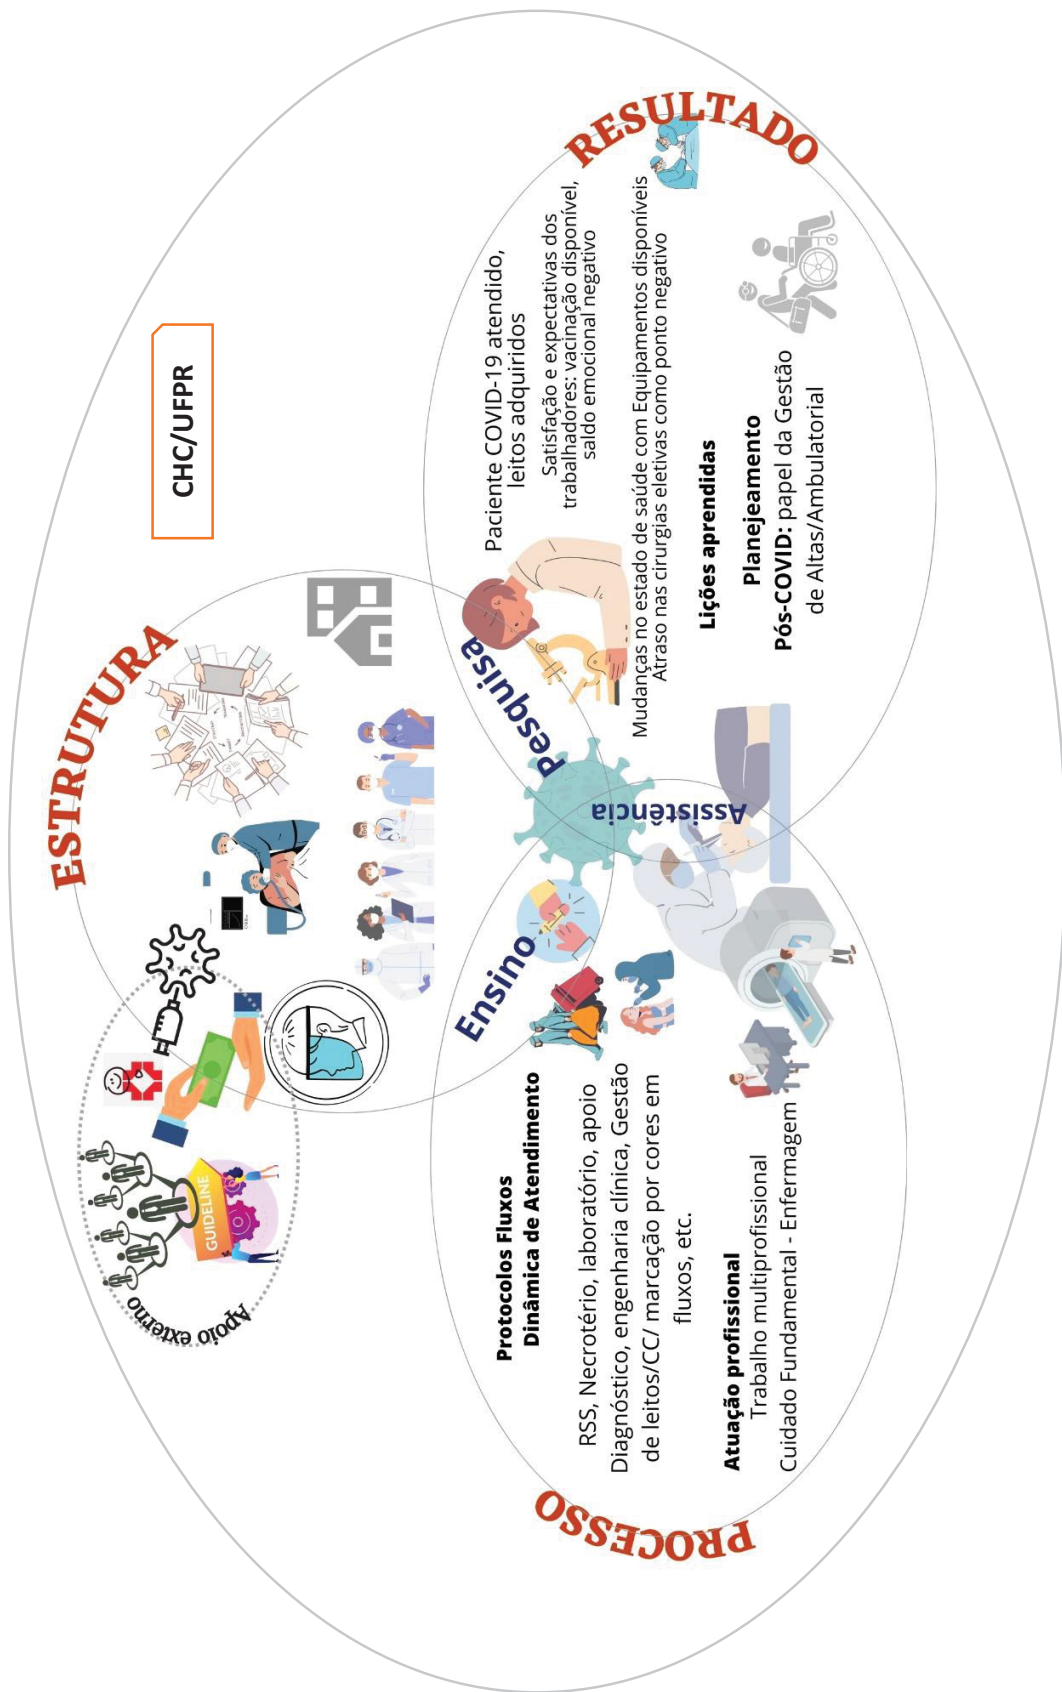 CHC/UFPR
ESTRUTURA
Apoio externo
GUIDELINE
Ensino
Pesquisa
Assistência
PROCESSO
Protocolos Fluxos
Dinâmica de Atendimento
RSS, Necrotério, laboratório, apoio
Diagnóstico, engenharia clínica, Gestão
de leitos/CC/ marcação por cores em
fluxos, etc.
Atuação profissional
Trabalho multiprofissional
Cuidado Fundamental - Enfermagem
RESULTADO
Paciente COVID-19 atendido,
leitos adquiridos
Satisfação e expectativas dos
trabalhadores: vacinação disponível,
saldo emocional negativo
Mudanças no estado de saúde com Equipamentos disponíveis
Atraso nas cirurgias eletivas como ponto negativo
Lições aprendidas
Planejeamento
Pós-COVID: papel da Gestão
de Altas/Ambulatorial